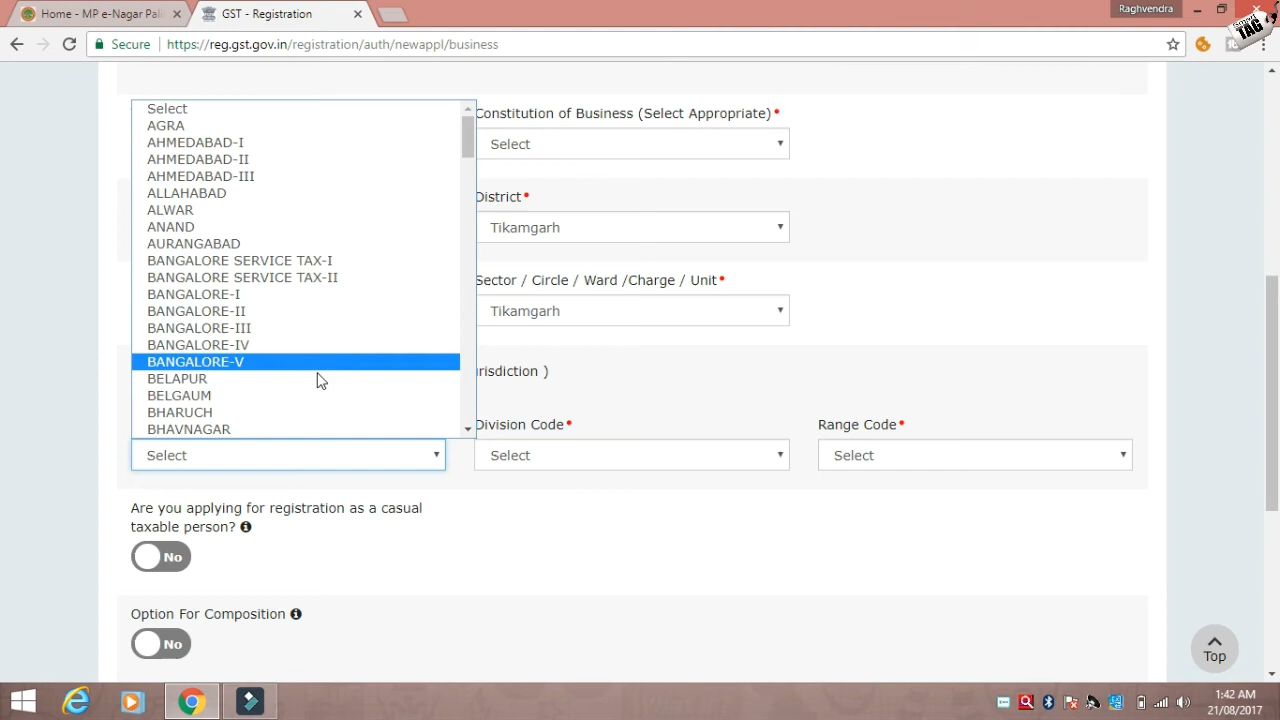 Home - MP e-Nagar Pali
GST - Registration
Raghvendra
TAG
Secure
https://reg.gst.gov.in/registration/auth/newappl/business
Select
AGRA
AHMEDABAD-I
AHMEDABAD-II
AHMEDABAD-III
ALLAHABAD
ALWAR
ANAND
AURANGABAD
BANGALORE SERVICE TAX-I
BANGALORE SERVICE TAX-II
BANGALORE-I
BANGALORE-II
BANGALORE-III
BANGALORE-IV
BANGALORE-V
BELAPUR
BELGAUM
BHARUCH
BHAVNAGAR
Select
Constitution of Business (Select Appropriate)*
Select
District*
Tikamgarh
Sector / Circle / Ward /Charge / Unit*
Tikamgarh
urisdiction )
Division Code*
Select
Range Code*
Select
Are you applying for registration as a casual
taxable person?
No
Option For Composition
No
Top
1:42 AM
21/08/2017